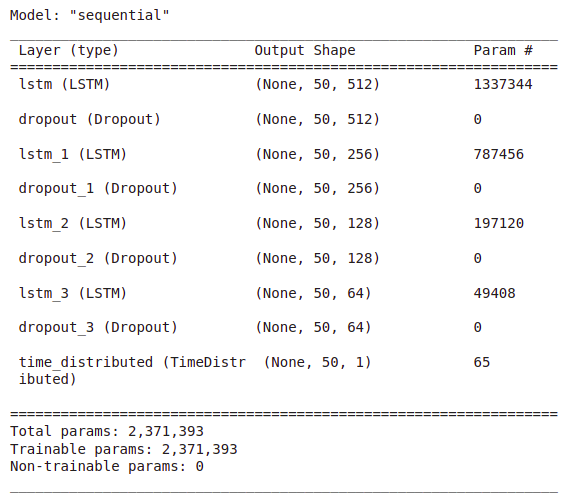 Model: "sequential"
_________________________________________________________________
Layer (type) Output Shape Param #
=================================================================
lstm (LSTM) (None, 50, 512) 1337344
dropout (Dropout) (None, 50, 512) 0
lstm_1 (LSTM) (None, 50, 256) 787456
dropout_1 (Dropout) (None, 50, 256) 0
lstm_2 (LSTM) (None, 50, 128) 197120
dropout_2 (Dropout) (None, 50, 128) 0
lstm_3 (LSTM) (None, 50, 64) 49408
dropout_3 (Dropout) (None, 50, 64) 0
time_distributed (TimeDistr (None, 50, 1) 65
ibuted)
=================================================================
Total params: 2,371,393
Trainable params: 2,371,393
Non-trainable params: 0
_________________________________________________________________